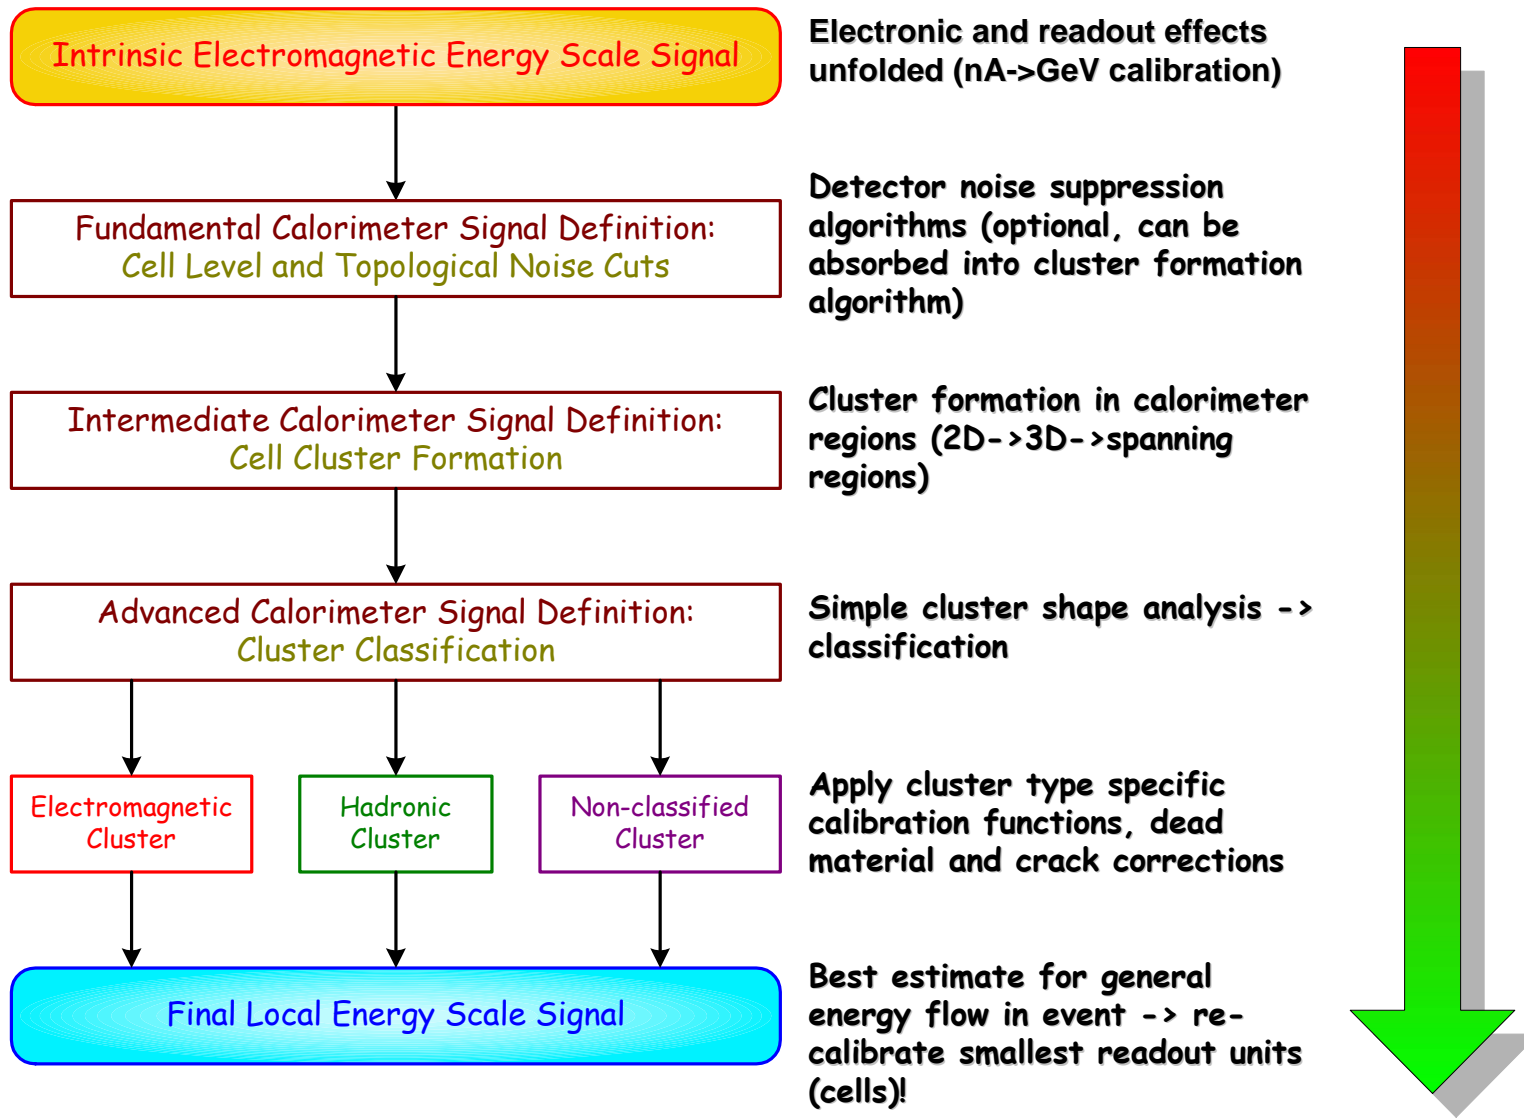 Intrinsic Electromagnetic Energy Scale Signal
Electronic and readout effects
unfolded (nA->GeV calibration)
Fundamental Calorimeter Signal Definition:
Cell Level and Topological Noise Cuts
Detector noise suppression
algorithms (optional, can be
absorbed into cluster formation
algorithm)
Intermediate Calorimeter Signal Definition:
Cell Cluster Formation
Cluster formation in calorimeter
regions (2D->3D->spanning
regions)
Advanced Calorimeter Signal Definition:
Cluster Classification
Simple cluster shape analysis ->
classification
Electromagnetic
Cluster
Hadronic
Cluster
Non-classified
Cluster
Apply cluster type specific
calibration functions, dead
material and crack corrections
Final Local Energy Scale Signal
Best estimate for general
energy flow in event -> re-
calibrate smallest readout units
(cells)!